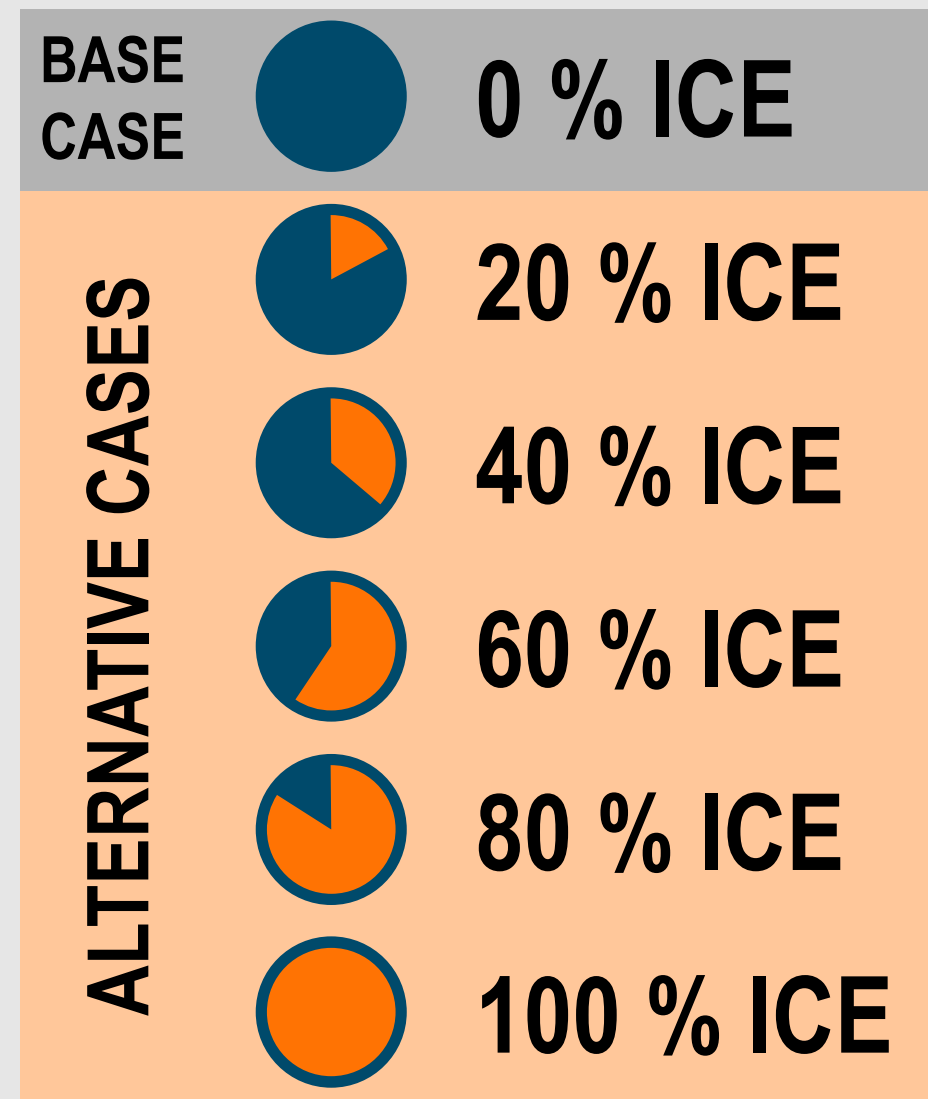 BASE
CASE
0 % ICE
ALTERNATIVE CASES
20 % ICE
40 % ICE
60 % ICE
80 % ICE
100 % ICE